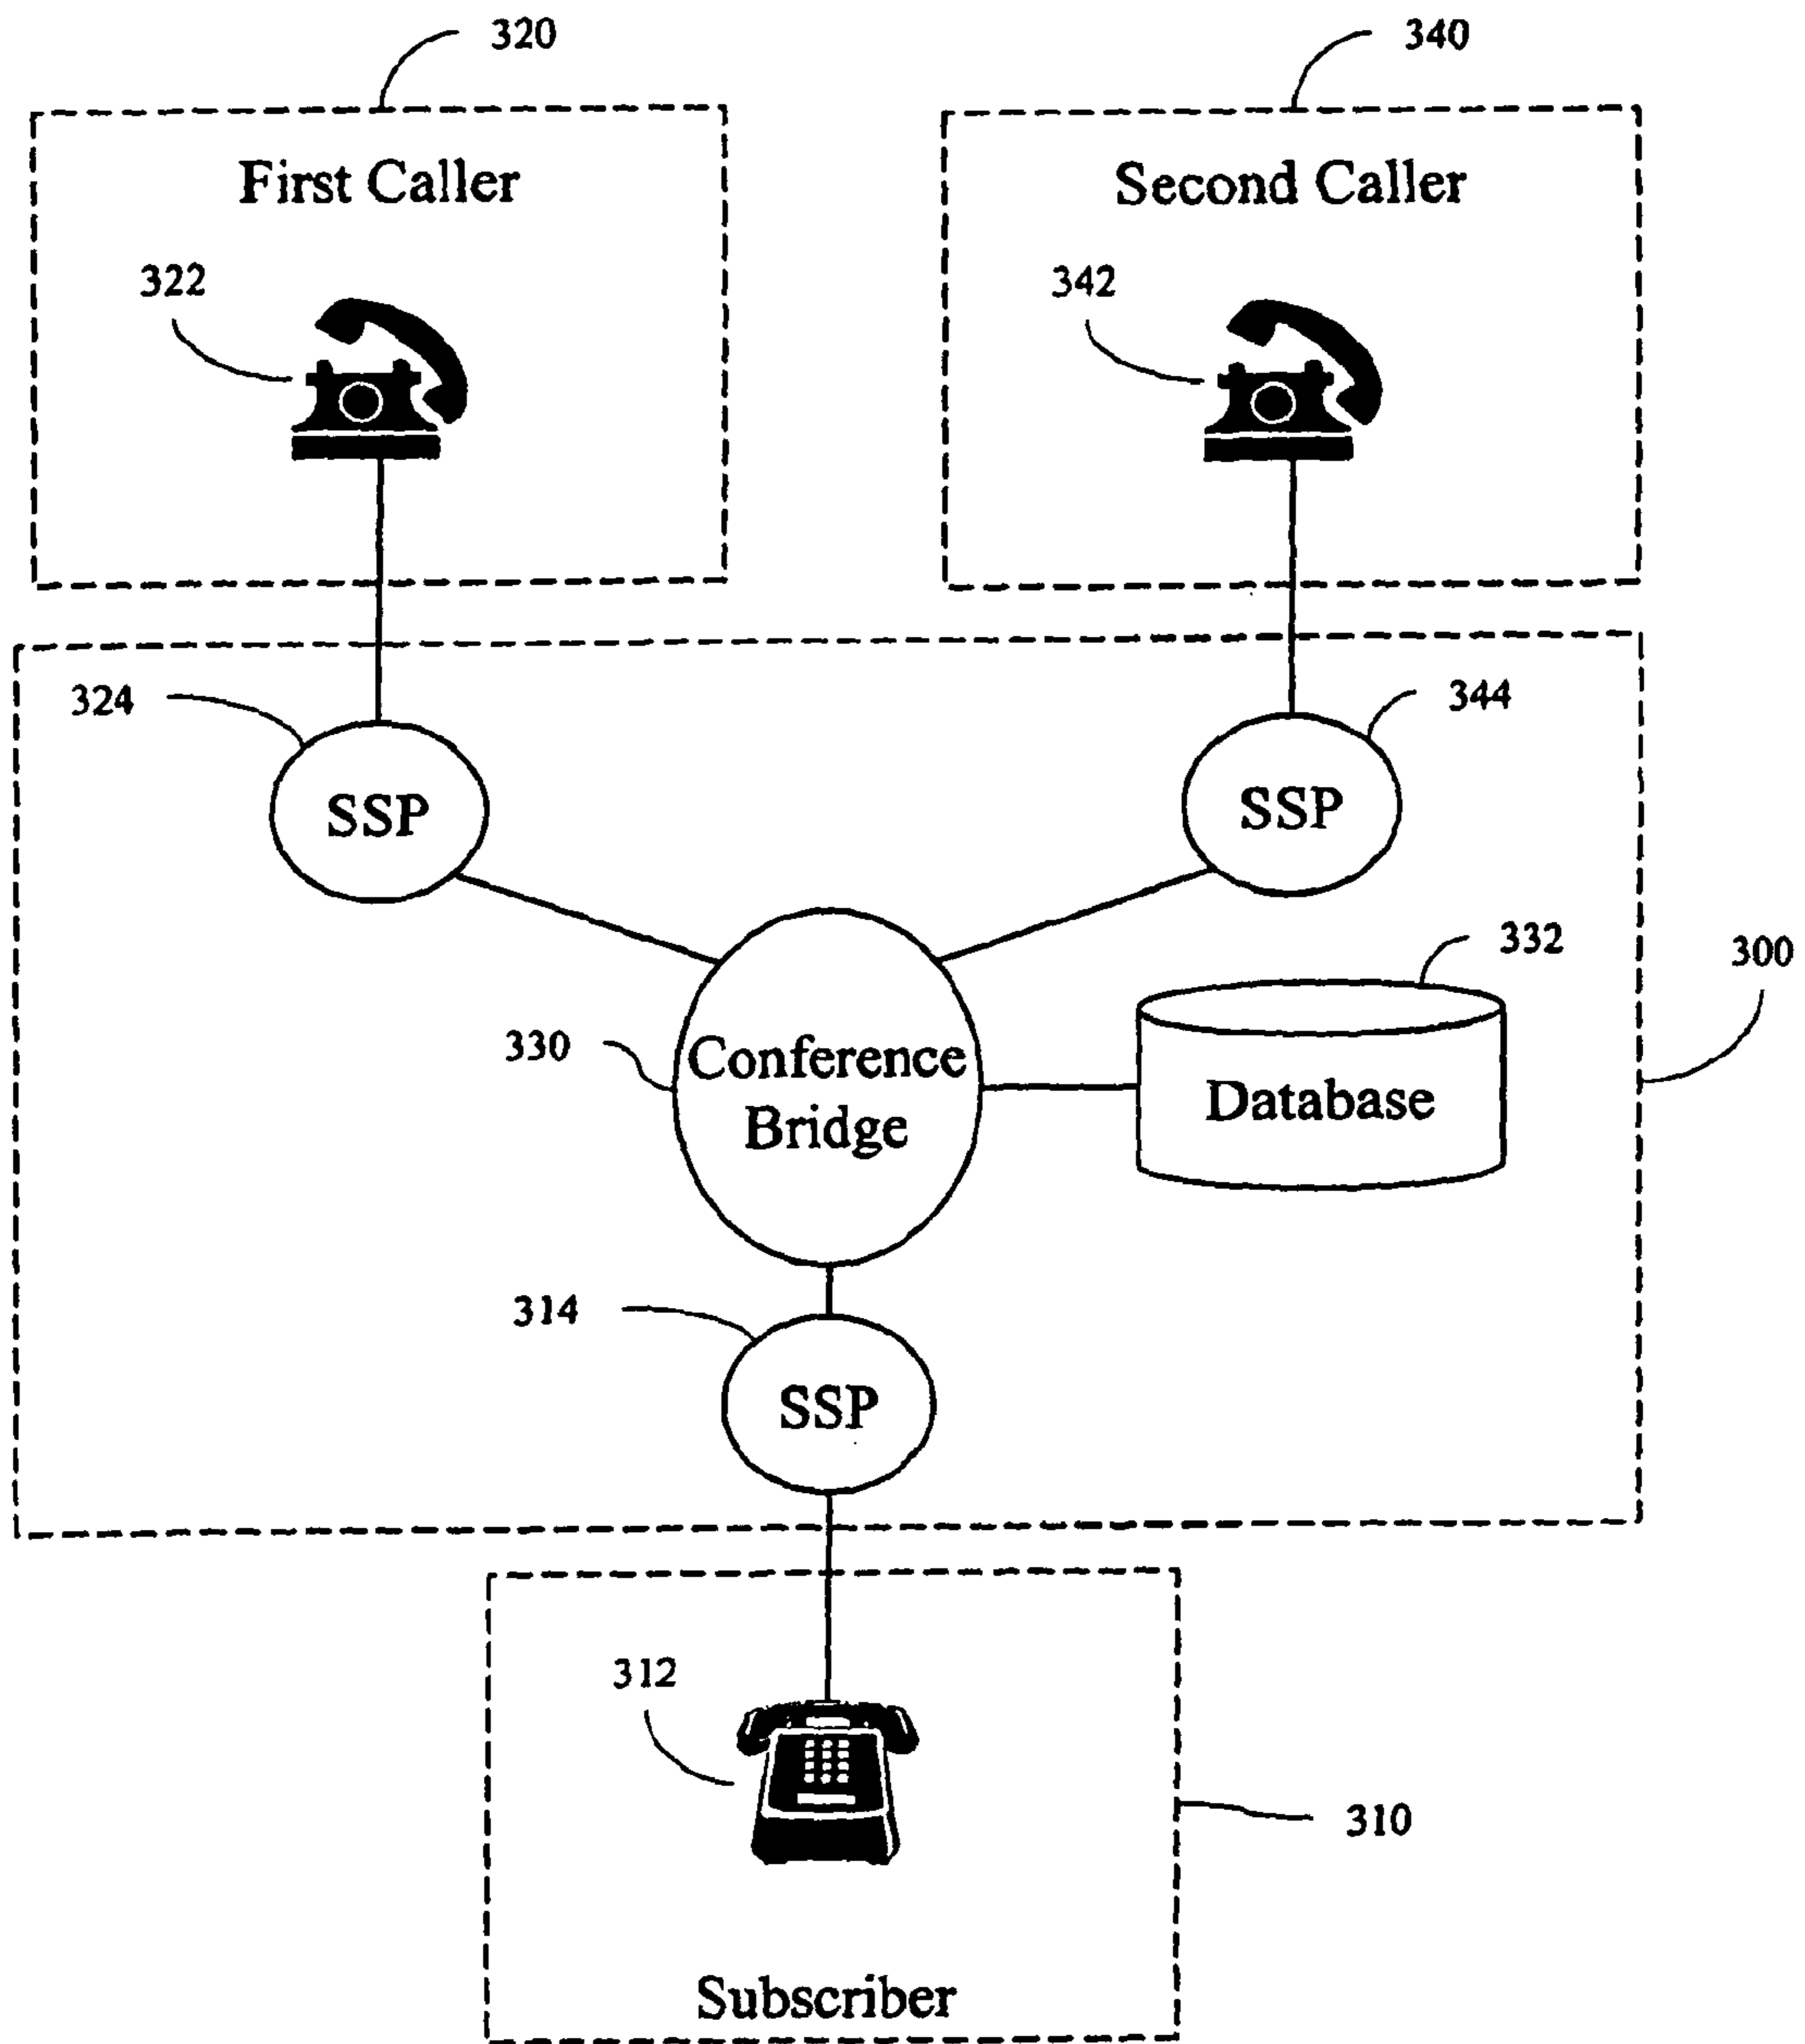 320
340
First Caller
Second Caller
322
342
324
344
SSP
SSP
332
300
330
Conference
Bridge
Database
314
SSP
312
310
Subscriber